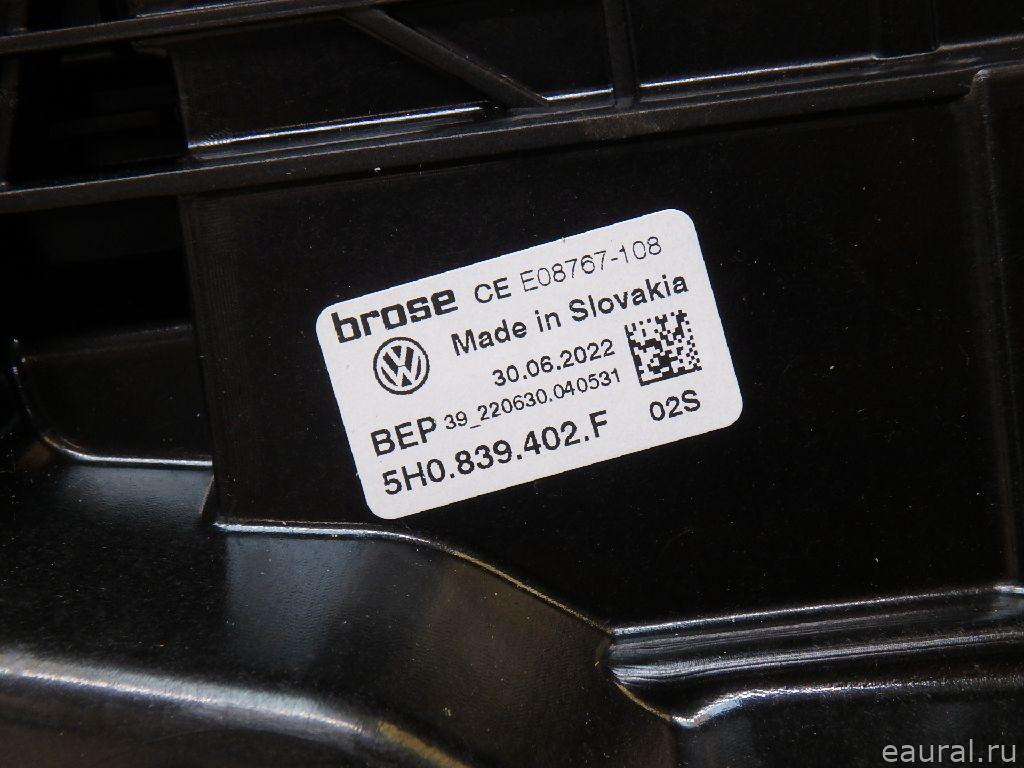 brose CE E08767-108
Made in Slovakia
30.06.2022
BEP 39_220630.040531
5H0.839.402.F 02S
eaural.ru